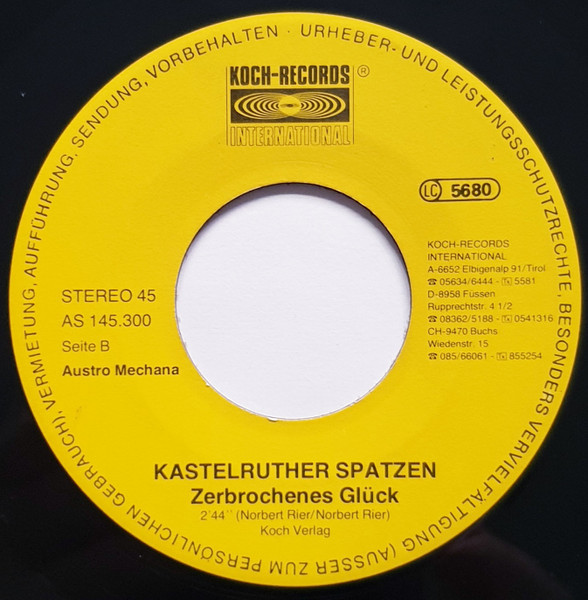 URHEBER- UND LEISTUNGSSCHUTZRECHTE, BESONDERS VERVIELFÄLTIGUNG (AUSSER ZUM PERSÖNLICHEN GEBRAUCH), VERMIETUNG, AUFFÜHRUNG, SENDUNG, VORBEHALTEN ·
KOCH-RECORDS ®
INTERNATIONAL
LC 5680
KOCH-RECORDS
INTERNATIONAL
A-6652 Elbigenalp 91/Tirol
☎ 05634/6444 - Tx 5581
D-8958 Füssen
Rupprechtstr. 4 1/2
☎ 08362/5188 - Tx 0541316
CH-9470 Buchs
Wiedenstr. 15
☎ 085/66061 - Tx 855254
STEREO 45
AS 145.300
Seite B
Austro Mechana
KASTELRUTHER SPATZEN
Zerbrochenes Glück
2'44'' (Norbert Rier/Norbert Rier)
Koch Verlag